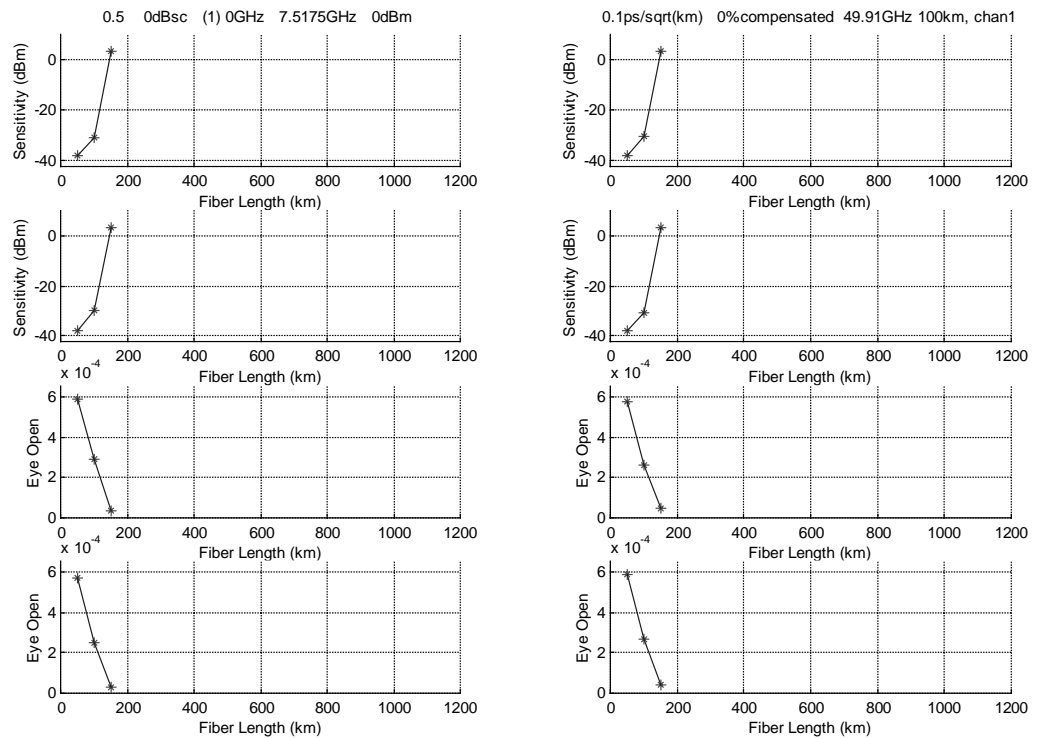 0.5 0dBsc (1) 0GHz 7.5175GHz 0dBm
0.1ps/sqrt(km) 0%compensated 49.91GHz 100km, chan1
Sensitivity (dBm)
0
-20
-40
0 200 400 600 800 1000 1200
Fiber Length (km)
Sensitivity (dBm)
0
-20
-40
0 200 400 600 800 1000 1200
Fiber Length (km)
Sensitivity (dBm)
0
-20
-40
0 200 400 600 800 1000 1200
Fiber Length (km)
Sensitivity (dBm)
0
-20
-40
0 200 400 600 800 1000 1200
Fiber Length (km)
x 10-4
Eye Open
6
4
2
0
0 200 400 600 800 1000 1200
Fiber Length (km)
x 10-4
Eye Open
6
4
2
0
0 200 400 600 800 1000 1200
Fiber Length (km)
x 10-4
Eye Open
6
4
2
0
0 200 400 600 800 1000 1200
Fiber Length (km)
x 10-4
Eye Open
6
4
2
0
0 200 400 600 800 1000 1200
Fiber Length (km)